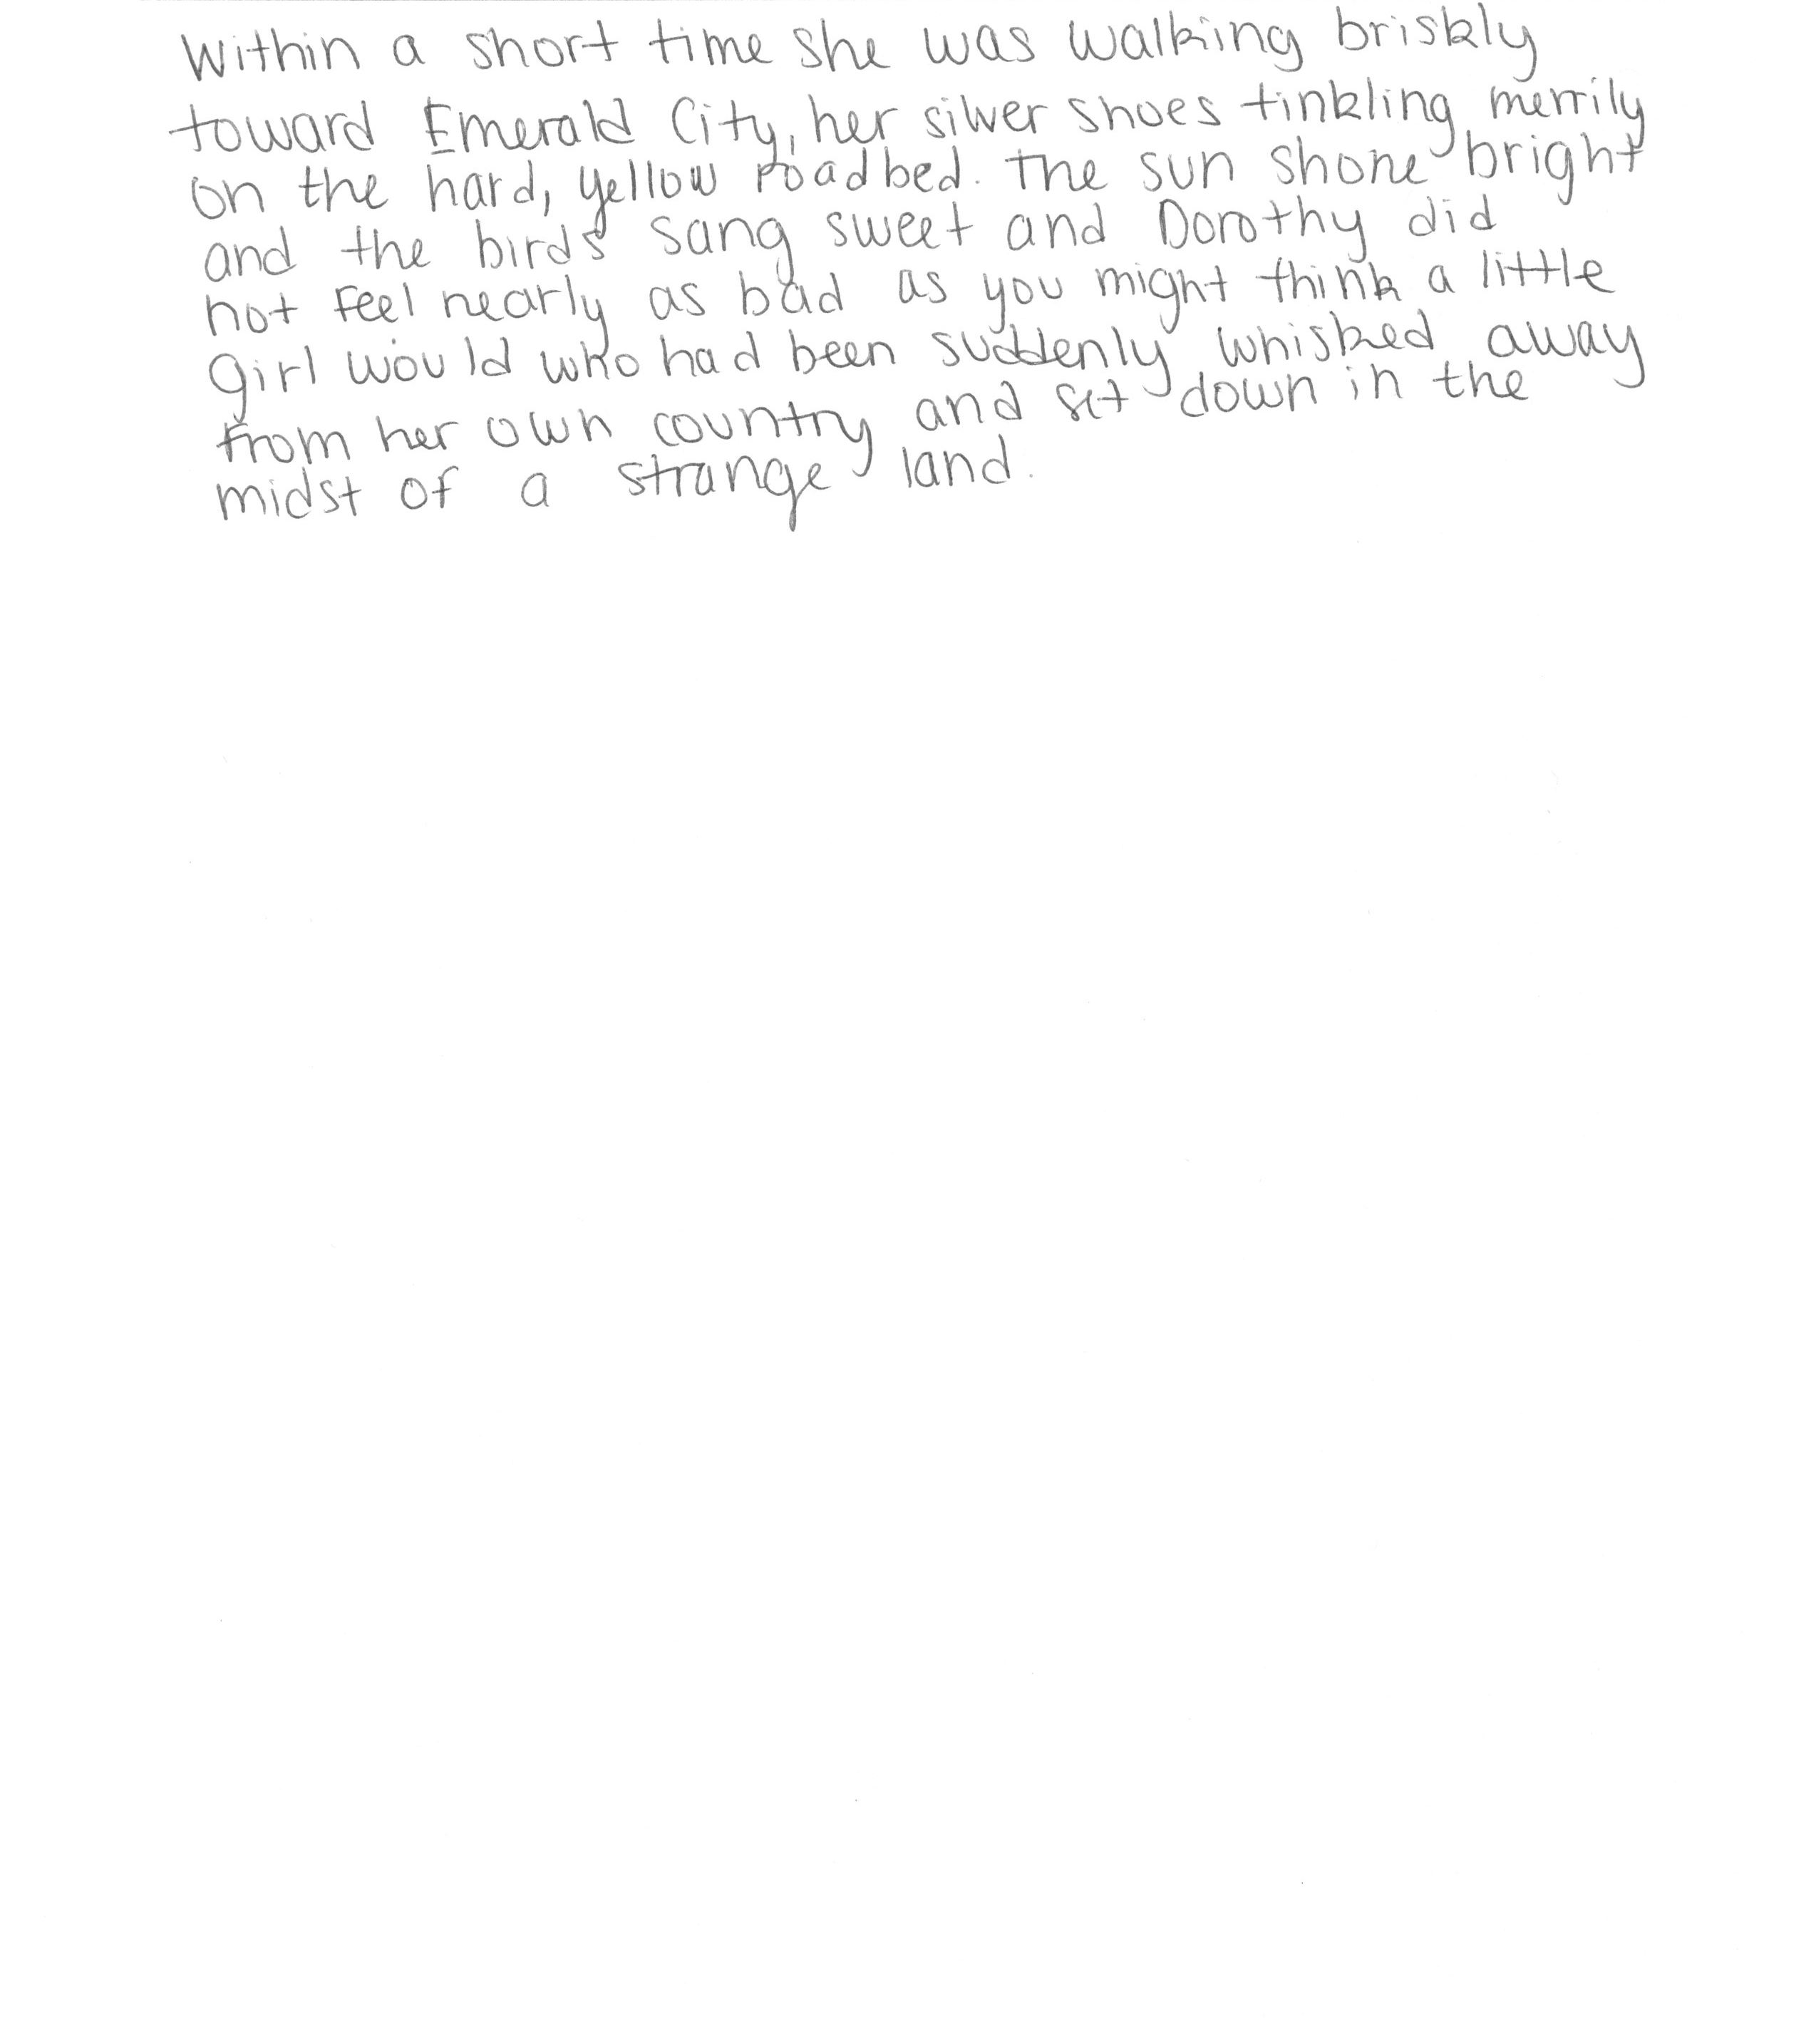 Within a short time she was walking briskly
toward Emerald City, her silver shoes tinkling merrily
on the hard, yellow roadbed. The sun shone bright
and the birds sang sweet and Dorothy did
not feel nearly as bad as you might think a little
girl would who had been suddenly whisked away
from her own country and set down in the
midst of a strange land.